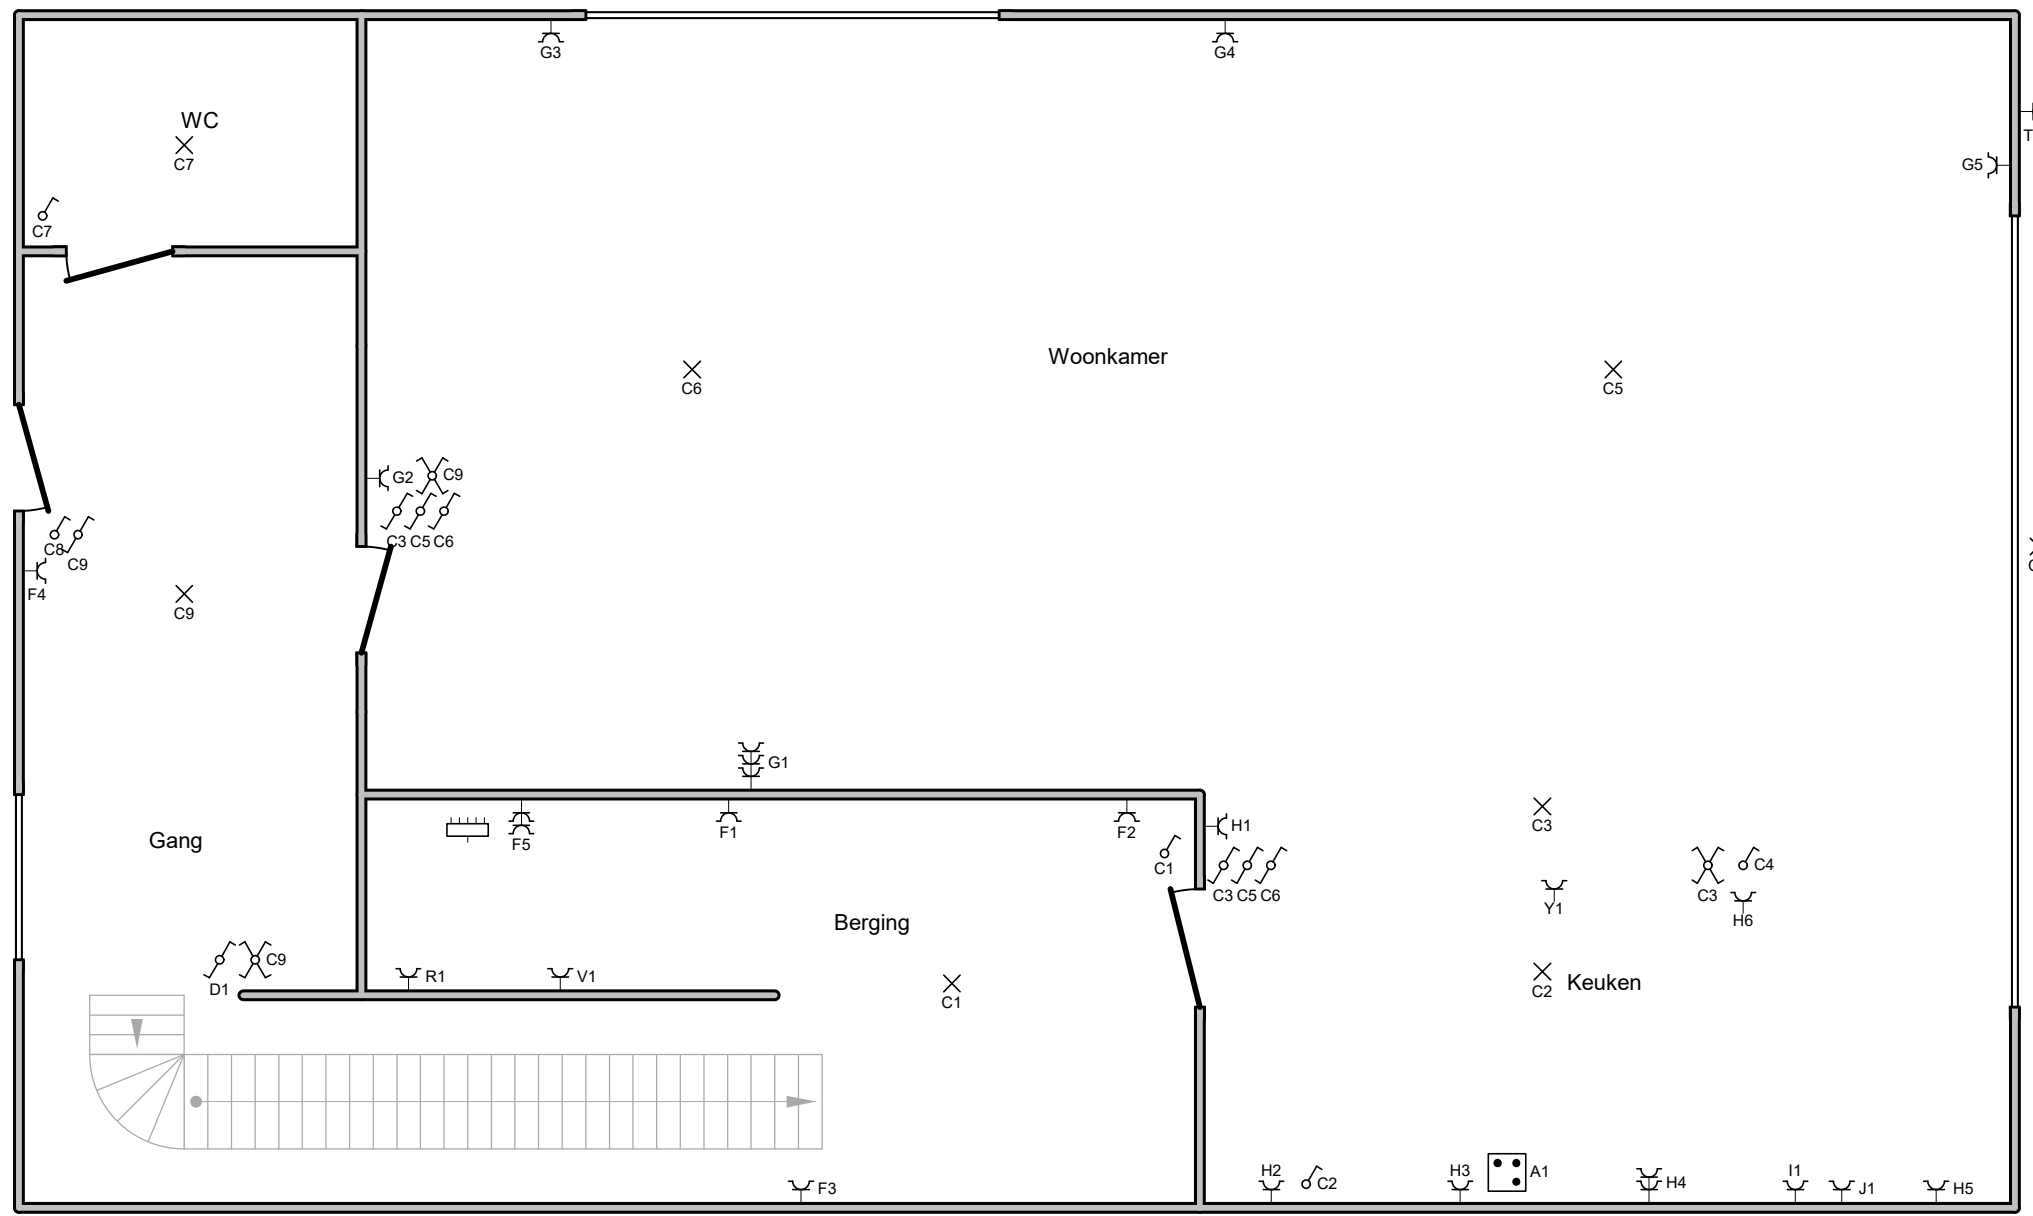 G3
G4
WC
T
C7
G5
C7
Woonkamer
C6
C5
G2
C9
C3 C5 C6
C8
C9
F4
C9
G1
Gang
F5
F1
F2
H1
C3
C1
C3 C5 C6
C3
C4
Y1
H6
Berging
C9
D1
R1
V1
C1
C2
Keuken
H2
C2
H3
A1
H4
I1
J1
H5
F3